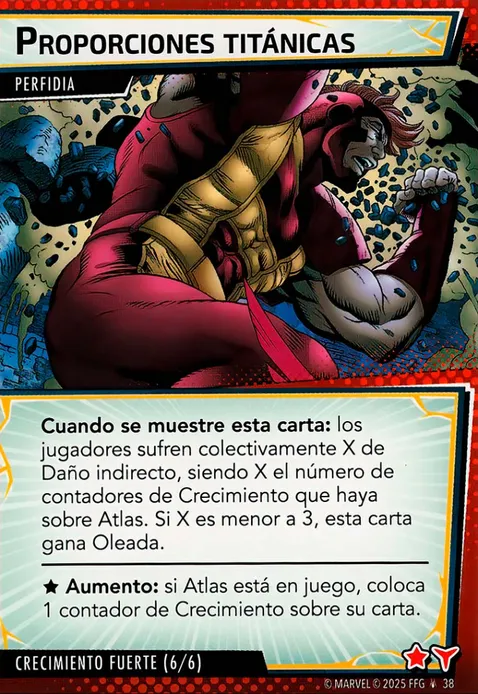 PROPORCIONES TITÁNICAS
PERFIDIA
Cuando se muestre esta carta: los
jugadores sufren colectivamente X de
Daño indirecto, siendo X el número de
contadores de Crecimiento que haya
sobre Atlas. Si X es menor a 3, esta carta
gana Oleada.
★ Aumento: si Atlas está en juego, coloca
1 contador de Crecimiento sobre su carta.
CRECIMIENTO FUERTE (6/6)
© MARVEL © 2025 FFG 38